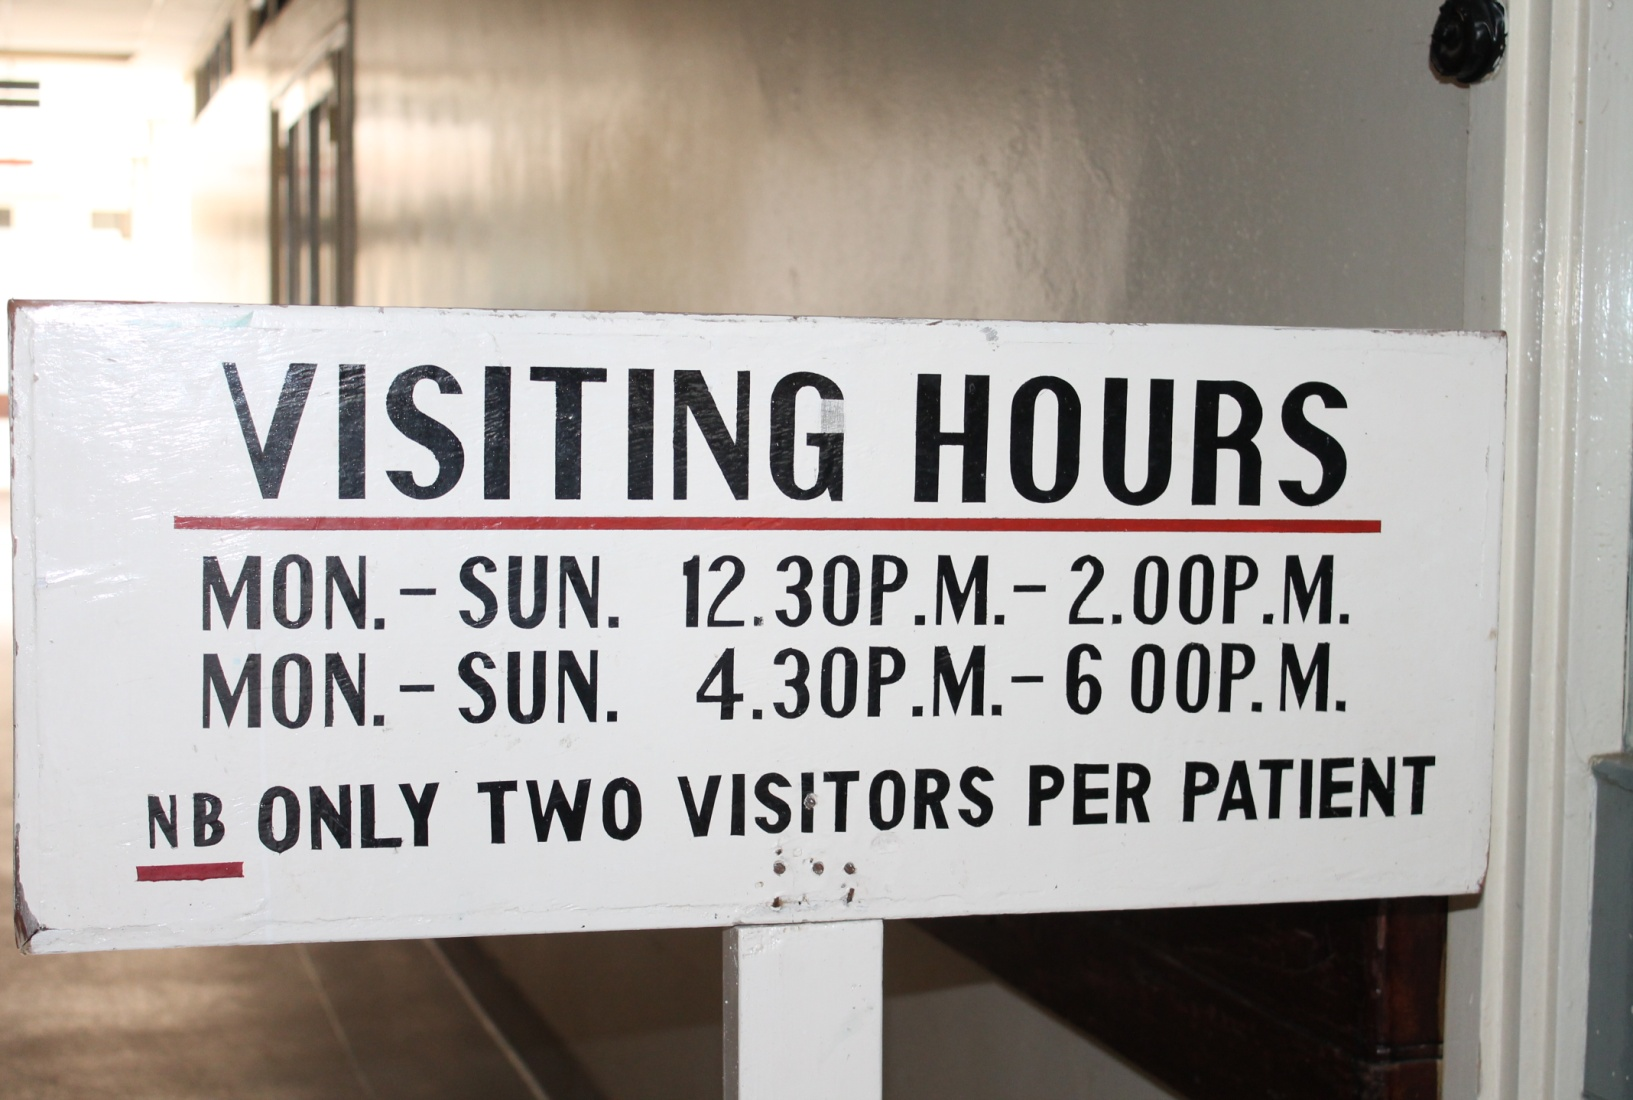 VISITING HOURS
MON.-SUN. 12.30P.M.-2.00P.M.
MON.-SUN. 4.30P.M.-6 00P.M.
NB ONLY TWO VISITORS PER PATIENT